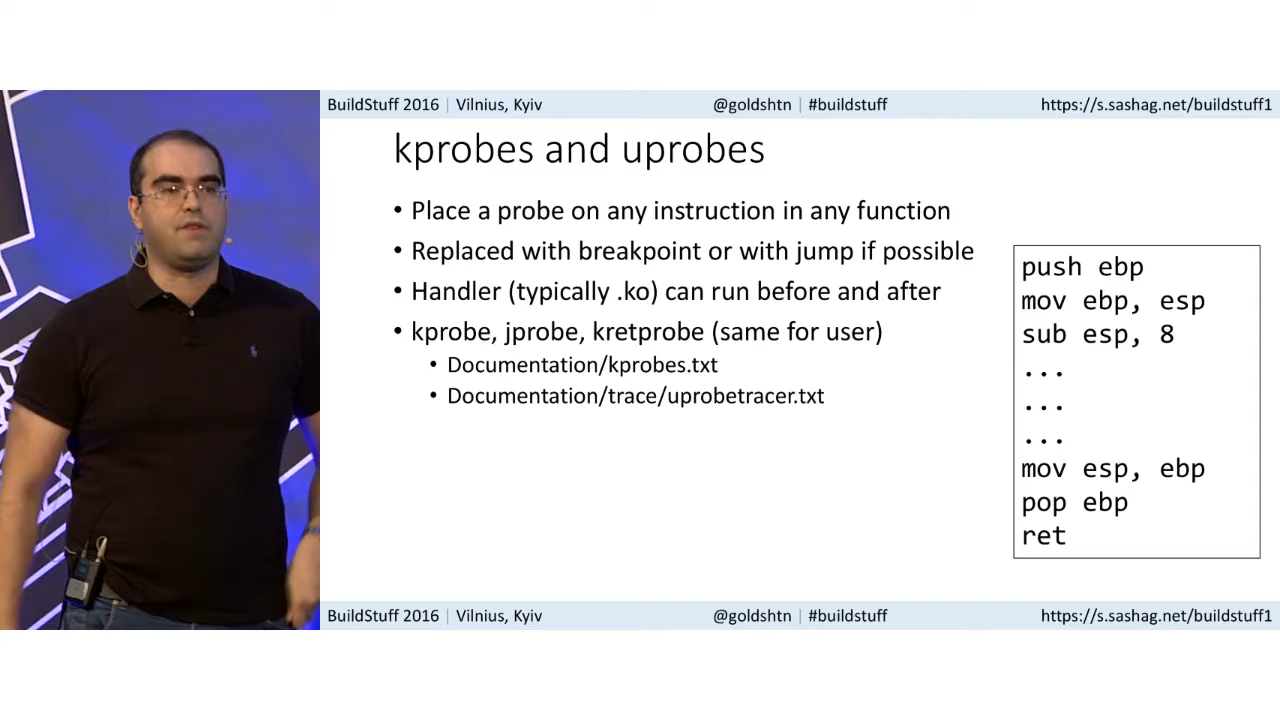 BuildStuff 2016 | Vilnius, Kyiv @goldshtn | #buildstuff https://s.sashag.net/buildstuff1
kprobes and uprobes
• Place a probe on any instruction in any function
• Replaced with breakpoint or with jump if possible
• Handler (typically .ko) can run before and after
• kprobe, jprobe, kretprobe (same for user)
• Documentation/kprobes.txt
• Documentation/trace/uprobetracer.txt
push ebp
mov ebp, esp
sub esp, 8
...
...
...
mov esp, ebp
pop ebp
ret
BuildStuff 2016 | Vilnius, Kyiv @goldshtn | #buildstuff https://s.sashag.net/buildstuff1